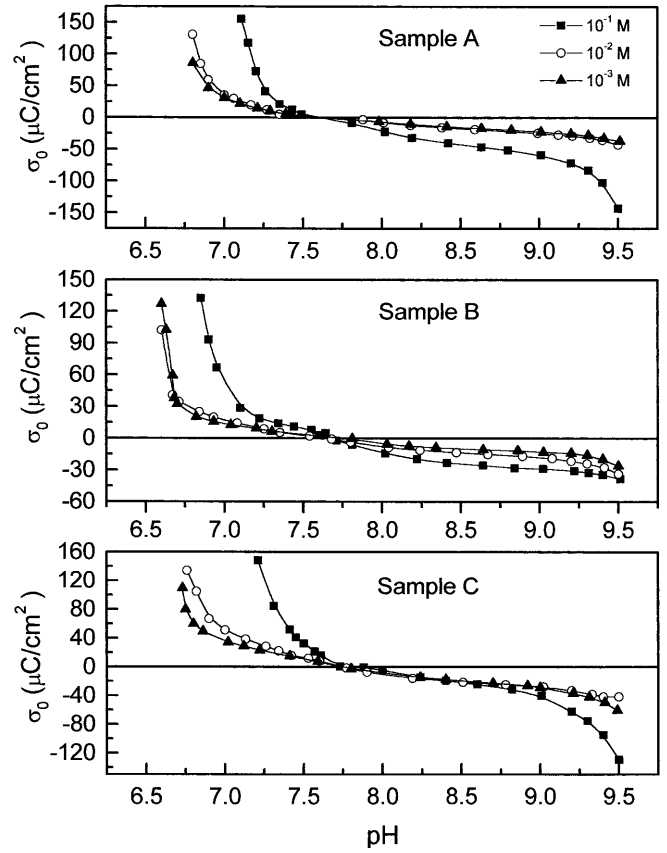 Sample A
10⁻¹ M
10⁻² M
10⁻³ M
σ₀ (μC/cm²)
150
100
50
0
-50
-100
-150
6.5 7.0 7.5 8.0 8.5 9.0 9.5
Sample B
σ₀ (μC/cm²)
150
120
90
60
30
0
-30
-60
6.5 7.0 7.5 8.0 8.5 9.0 9.5
Sample C
σ₀ (μC/cm²)
160
120
80
40
0
-40
-80
-120
6.5 7.0 7.5 8.0 8.5 9.0 9.5
pH